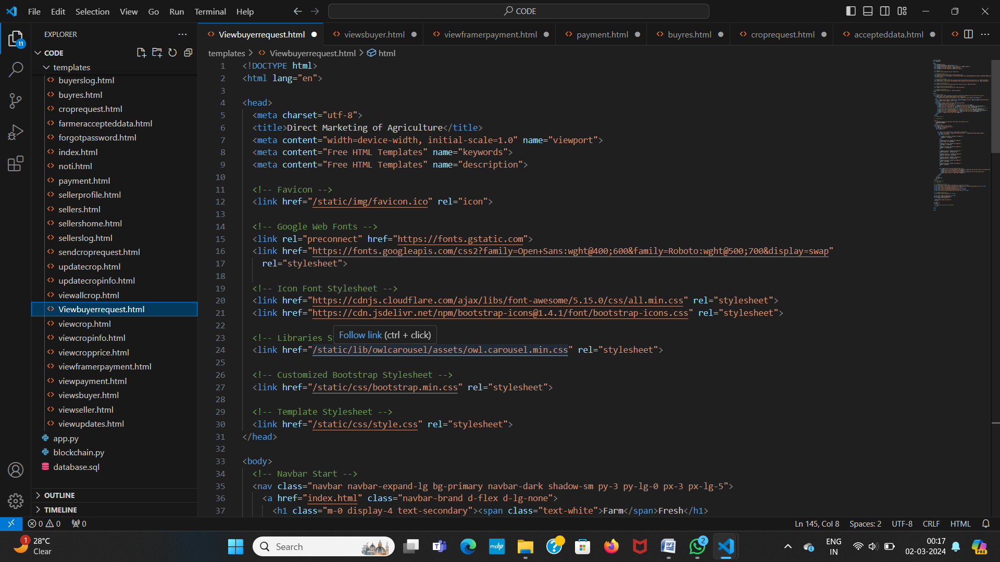 File Edit Selection View Go Run Terminal Help
CODE
EXPLORER
11
CODE
templates
buyerslog.html
buyres.html
croprequest.html
farmeraccepteddata.html
forgotpassword.html
index.html
noti.html
payment.html
sellerprofile.html
sellers.html
sellershome.html
sellerslog.html
sendcroprequest.html
updatecrop.html
updatecropinfo.html
viewallcrop.html
Viewbuyerrequest.html
viewcrop.html
viewcropinfo.html
viewcropprice.html
viewframerpayment.html
viewpayment.html
viewsbuyer.html
viewseller.html
viewupdates.html
app.py
blockchain.py
database.sql
OUTLINE
TIMELINE
Viewbuyerrequest.html viewsbuyer.html viewframerpayment.html payment.html buyres.html croprequest.html accepteddata.html
templates > Viewbuyerrequest.html > html
1 <!DOCTYPE html>
2 <html lang="en">
3
4 <head>
5 <meta charset="utf-8">
6 <title>Direct Marketing of Agriculture</title>
7 <meta content="width=device-width, initial-scale=1.0" name="viewport">
8 <meta content="Free HTML Templates" name="keywords">
9 <meta content="Free HTML Templates" name="description">
10
11 <!-- Favicon -->
12 <link href="/static/img/favicon.ico" rel="icon">
13
14 <!-- Google Web Fonts -->
15 <link rel="preconnect" href="https://fonts.gstatic.com">
16 <link href="https://fonts.googleapis.com/css2?family=Open+Sans:wght@400;600&family=Roboto:wght@500;700&display=swap"
17 rel="stylesheet">
18
19 <!-- Icon Font Stylesheet -->
20 <link href="https://cdnjs.cloudflare.com/ajax/libs/font-awesome/5.15.0/css/all.min.css" rel="stylesheet">
21 <link href="https://cdn.jsdelivr.net/npm/bootstrap-icons@1.4.1/font/bootstrap-icons.css" rel="stylesheet">
22
Follow link (ctrl + click)
23 <!-- Libraries S
24 <link href="/static/lib/owlcarousel/assets/owl.carousel.min.css" rel="stylesheet">
25
26 <!-- Customized Bootstrap Stylesheet -->
27 <link href="/static/css/bootstrap.min.css" rel="stylesheet">
28
29 <!-- Template Stylesheet -->
30 <link href="/static/css/style.css" rel="stylesheet">
31 </head>
32
33 <body>
34 <!-- Navbar Start -->
35 <nav class="navbar navbar-expand-lg bg-primary navbar-dark shadow-sm py-3 py-lg-0 px-3 px-lg-5">
36 <a href="index.html" class="navbar-brand d-flex d-lg-none">
37 <h1 class="m-0 display-4 text-secondary"><span class="text-white">Farm</span>Fresh</h1>
0 0 0
Ln 145, Col 8 Spaces: 2 UTF-8 CRLF HTML
1
28°C
Clear
Search
myhp
2
ENG
IN
00:17
02-03-2024
PRE